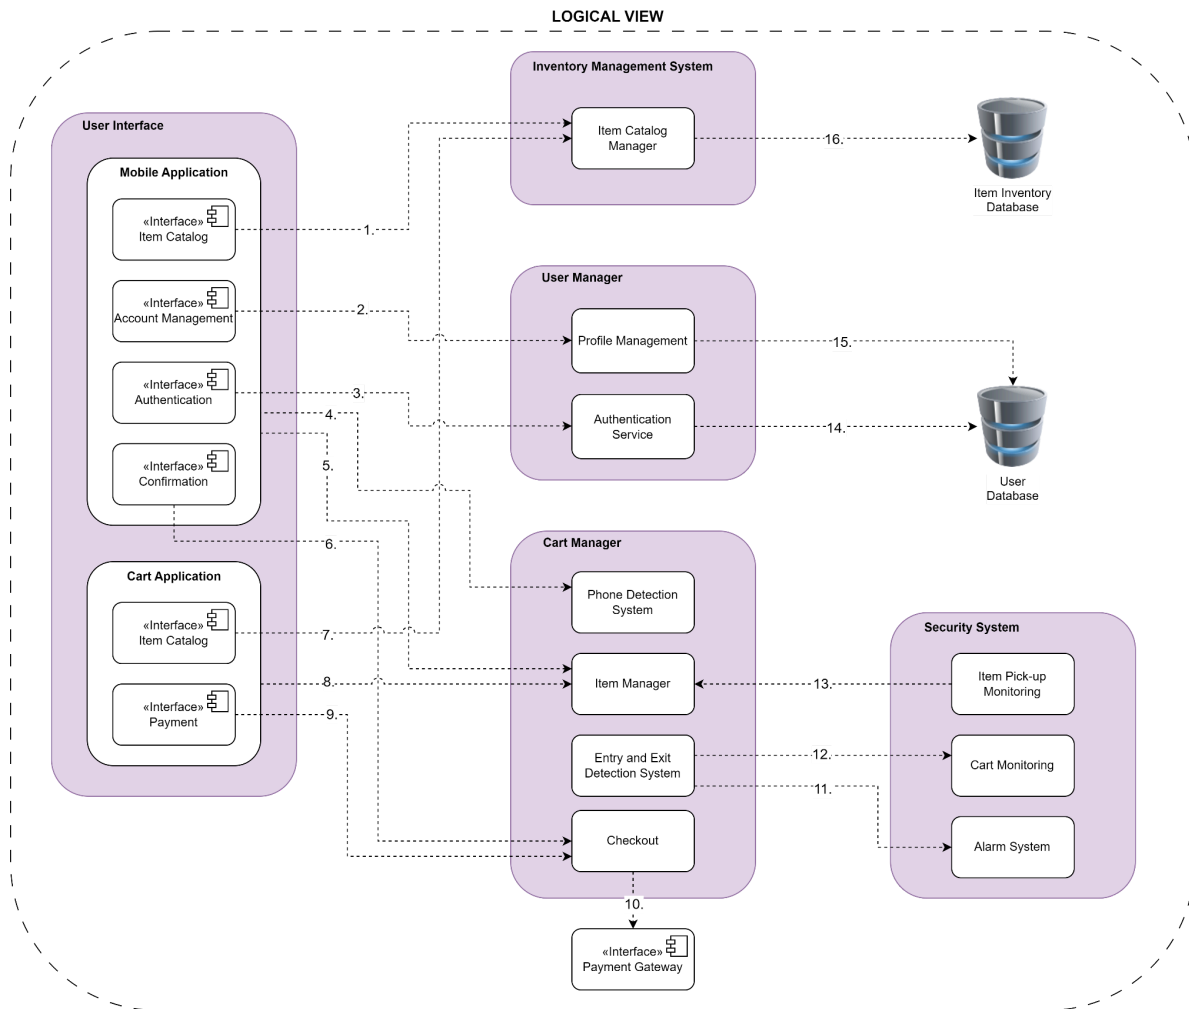 LOGICAL VIEW
Inventory Management System
Item Catalog
Manager
16.
Item Inventory
Database
User Interface
Mobile Application
«Interface»
Item Catalog
1.
«Interface»
Account Management
2.
«Interface»
Authentication
3.
4.
5.
«Interface»
Confirmation
6.
User Manager
Profile Management
15.
Authentication
Service
14.
User
Database
Cart Application
«Interface»
Item Catalog
7.
8.
«Interface»
Payment
9.
Cart Manager
Phone Detection
System
Item Manager
13.
Entry and Exit
Detection System
12.
11.
Checkout
10.
«Interface»
Payment Gateway
Security System
Item Pick-up
Monitoring
Cart Monitoring
Alarm System